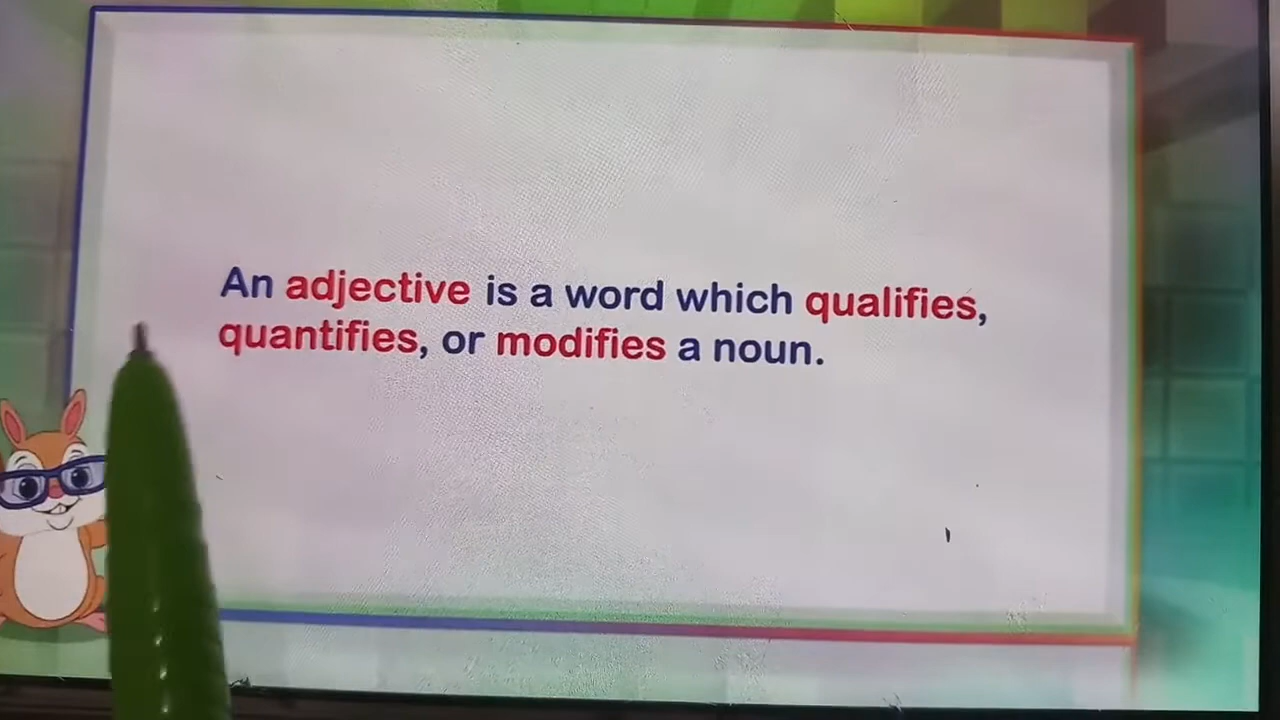 An adjective is a word which qualifies,
quantifies, or modifies a noun.